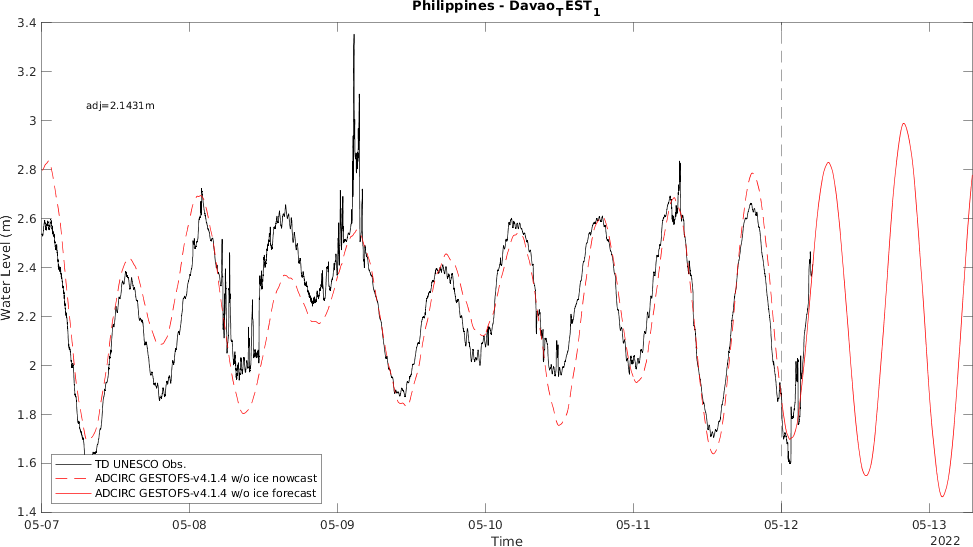 Philippines - Davao_TEST_1
3.4
3.2
3
2.8
2.6
2.4
2.2
2
1.8
1.6
1.4
Water Level (m)
adj=2.1431m
TD UNESCO Obs.
ADCIRC GESTOFS-v4.1.4 w/o ice nowcast
ADCIRC GESTOFS-v4.1.4 w/o ice forecast
05-07 05-08 05-09 05-10 05-11 05-12 05-13
Time
2022